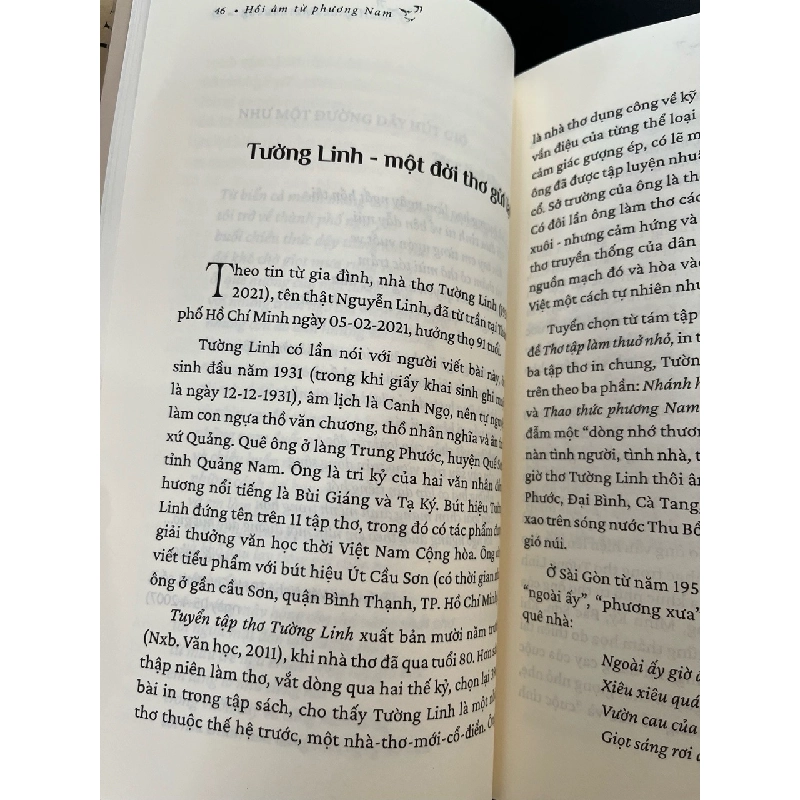 46 • Hồi âm từ phương Nam
NHƯ MỘT ĐƯỜNG DÂY HÚT GIÓ
Tường Linh - một đời thơ gửi
Theo tin từ gia đình, nhà thơ Tường Linh
2021), tên thật Nguyễn Linh, đã từ trần tại
phố Hồ Chí Minh ngày 05-02-2021, hưởng thọ 91 tuổi.
Tường Linh có lần nói với người viết bài này,
sinh đầu năm 1931 (trong khi giấy khai sinh ghi
là ngày 12-12-1931), âm lịch là Canh Ngọ, nên tự
làm con ngựa thồ văn chương, thồ nhân nghĩa và ân
xứ Quảng. Quê ông ở làng Trung Phước, huyện Quế
tỉnh Quảng Nam. Ông là tri kỷ của hai văn nhân
hương nổi tiếng là Bùi Giáng và Tạ Ký. Bút hiệu
Linh đứng tên trên 11 tập thơ, trong đó có tác phẩm
giải thưởng văn học thời Việt Nam Cộng hòa. Ông
viết tiểu phẩm với bút hiệu Út Cầu Sơn (có thời gian
ông ở gần cầu Sơn, quận Bình Thạnh, TP. Hồ Chí Minh
Tuyển tập thơ Tường Linh xuất bản mười năm
(Nxb. Văn học, 2011), khi nhà thơ đã qua tuổi 80. Hơn
thập niên làm thơ, vắt dòng qua hai thế kỷ, chọn lại
bài in trong tập sách, cho thấy Tường Linh là một
thơ thuộc thế hệ trước, một nhà-thơ-mới-cổ-điển.
là nhà thơ dụng công về kỹ
vần điệu của từng thể loại
cảm giác gượng ép, có lẽ
ông đã được tập luyện
cổ. Sở trường của ông là
Có đôi lần ông làm thơ các
xuôi - nhưng cảm hứng và
thơ truyền thống của dân
nguồn mạch đó và hòa vào
Việt một cách tự nhiên
Tuyển chọn từ tám tập
đề Thơ tập làm thuở nhỏ, in
ba tập thơ in chung,
trên theo ba phần: Nhánh
và Thao thức phương Nam
đẫm một “dòng nhớ
nàn tình người, tình nhà,
giờ thơ Tường Linh thôi
Phước, Đại Bình, Cà Tang,
xao trên sóng nước Thu
gió núi.
Ở Sài Gòn từ năm
“ngoài ấy”, “phương xưa”
quê nhà:
Ngoài ấy giờ
Xiêu xiêu
Vườn cau của
Giọt sáng rơi